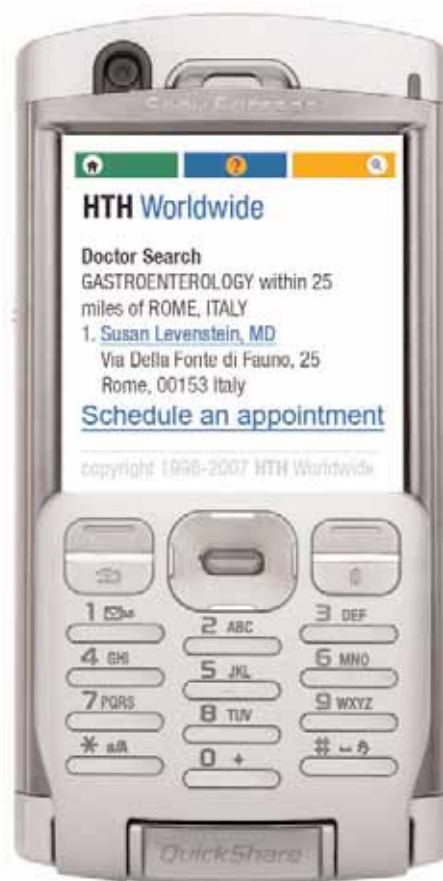 Sony Ericsson
HTH Worldwide
Doctor Search
GASTROENTEROLOGY within 25
miles of ROME, ITALY
1. Susan Levenstein, MD
Via Della Fonte di Fauno, 25
Rome, 00153 Italy
Schedule an appointment
copyright 1998-2007 HTH Worldwide
1
2 ABC
3 DEF
4 GHI
5 JKL
6 MNO
7 PQRS
8 TUV
9 WXYZ
* a/A
0 +
#
QuickShare